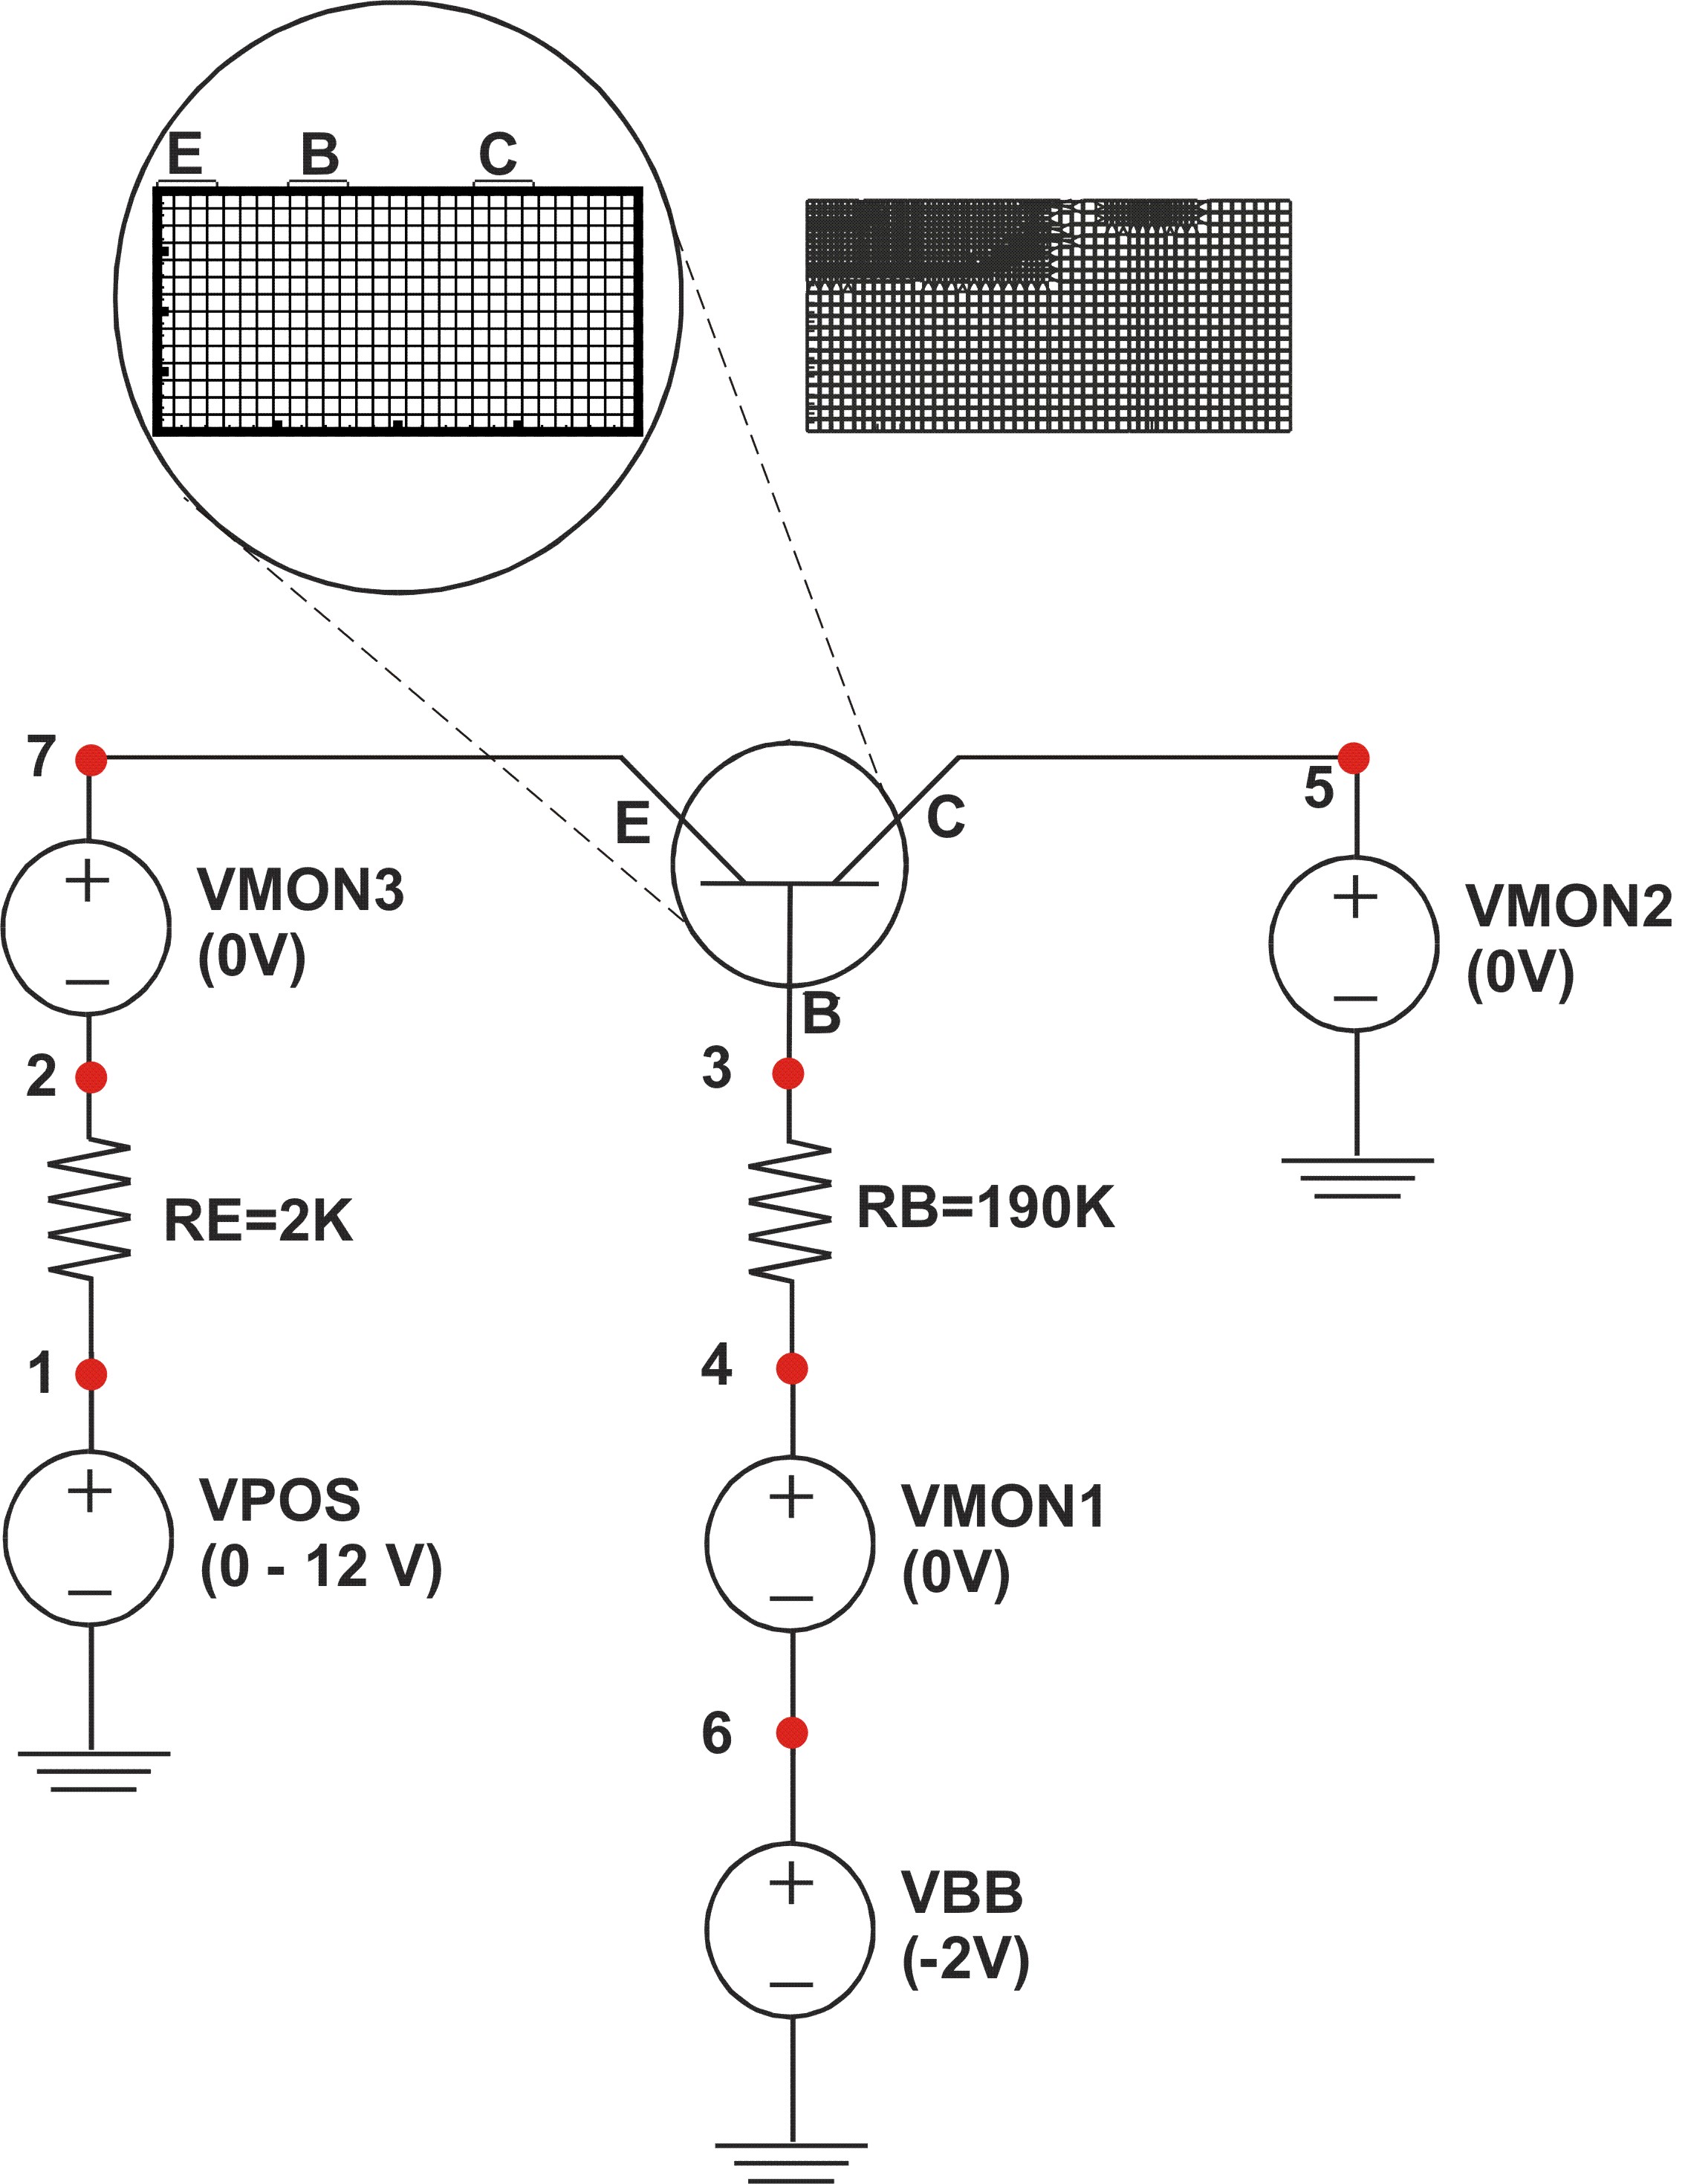 E B C
7
E
C
5
VMON3
(0V)
VMON2
(0V)
B
2
3
RE=2K
RB=190K
1
4
VPOS
(0 - 12 V)
VMON1
(0V)
6
VBB
(-2V)